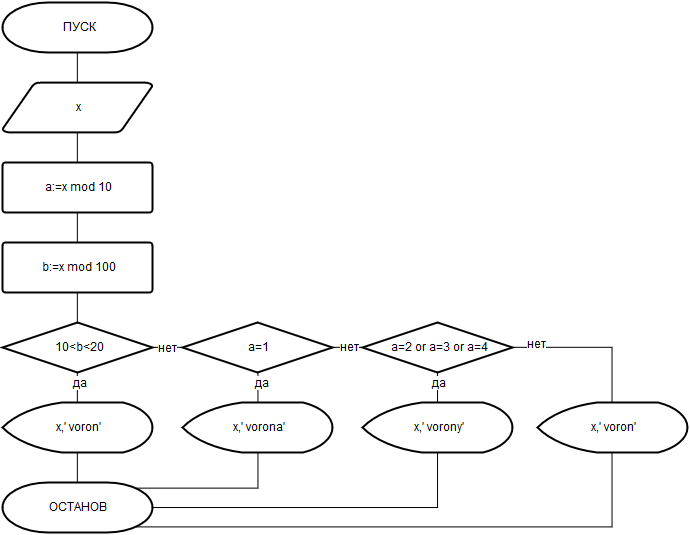 ПУСК
x
a:=x mod 10
b:=x mod 100
10<b<20
нет
a=1
нет
a=2 or a=3 or a=4
нет
да
да
да
x,' voron'
x,' vorona'
x,' vorony'
x,' voron'
ОСТАНОВ